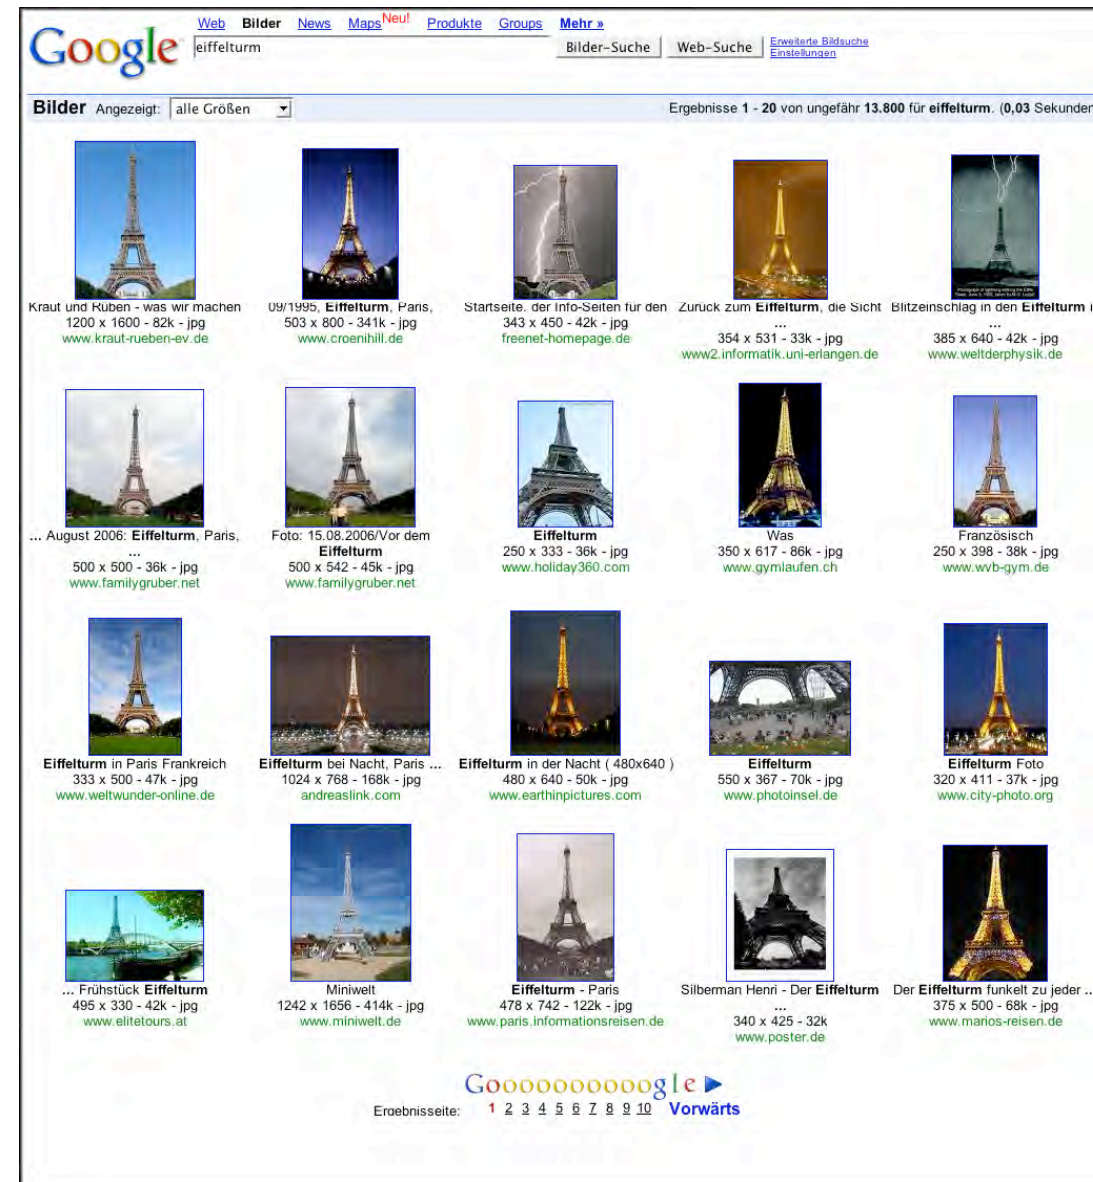 Web Bilder News Maps Neu! Produkte Groups Mehr »
Google
eiffelturm
Bilder-Suche Web-Suche Erweiterte Bildsuche
Einstellungen
Bilder Angezeigt: alle Größen Ergebnisse 1 - 20 von ungefähr 13.800 für eiffelturm. (0,03 Sekunden
Kraut und Rüben - was wir machen 09/1995, Eiffelturm, Paris, Startseite. der Info-Seiten für den Zurück zum Eiffelturm, die Sicht Blitzeinschlag in den Eiffelturm i
... ...
1200 x 1600 - 82k - jpg 503 x 800 - 341k - jpg 343 x 450 - 42k - jpg 354 x 531 - 33k - jpg 385 x 640 - 42k - jpg
www.kraut-rueben-ev.de www.croenihill.de freenet-homepage.de www2.informatik.uni-erlangen.de www.weltderphysik.de
... August 2006: Eiffelturm, Paris, Foto: 15.08.2006/Vor dem Eiffelturm Was Französisch
... Eiffelturm 250 x 333 - 36k - jpg 350 x 617 - 86k - jpg 250 x 398 - 38k - jpg
500 x 500 - 36k - jpg 500 x 542 - 45k - jpg www.holiday360.com www.gymlaufen.ch www.wvb-gym.de
www.familygruber.net www.familygruber.net
Eiffelturm in Paris Frankreich Eiffelturm bei Nacht, Paris ... Eiffelturm in der Nacht ( 480x640 ) Eiffelturm Eiffelturm Foto
333 x 500 - 47k - jpg 1024 x 768 - 168k - jpg 480 x 640 - 50k - jpg 550 x 367 - 70k - jpg 320 x 411 - 37k - jpg
www.weltwunder-online.de andreaslink.com www.earthinpictures.com www.photoinsel.de www.city-photo.org
... Frühstück Eiffelturm Miniwelt Eiffelturm - Paris Silberman Henri - Der Eiffelturm Der Eiffelturm funkelt zu jeder ...
495 x 330 - 42k - jpg 1242 x 1656 - 414k - jpg 478 x 742 - 122k - jpg ... 375 x 500 - 68k - jpg
www.elitetours.at www.miniwelt.de www.paris.informationsreisen.de 340 x 425 - 32k www.marios-reisen.de
www.poster.de
Goooooooooogle
Ergebnisseite: 1 2 3 4 5 6 7 8 9 10 Vorwärts